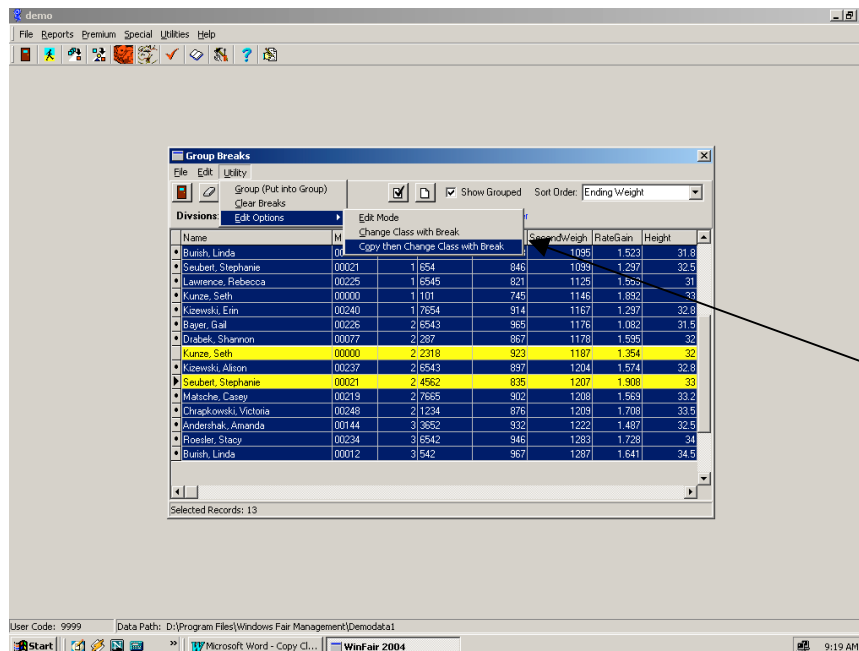 demo
File Reports Premium Special Utilities Help
Group Breaks
File Edit Utility
Group (Put into Group)
Clear Breaks
Edit Options
Edit Mode
Change Class with Break
Copy then Change Class with Break
Show Grouped Sort Order: Ending Weight
Divsions:
Name M SecondWeigh RateGain Height
Burish, Linda 00 1095 1.523 31.8
Seubert, Stephanie 00021 1 654 846 1099 1.297 32.5
Lawrence, Rebecca 00225 1 6545 821 1125 1.553 31
Kunze, Seth 00000 1 101 745 1146 1.892 33
Kizewski, Erin 00240 1 7654 914 1167 1.297 32.8
Bayer, Gail 00226 2 6543 965 1176 1.082 31.5
Drabek, Shannon 00077 2 287 867 1178 1.595 32
Kunze, Seth 00000 2 2318 923 1187 1.354 32
Kizewski, Alison 00237 2 6543 897 1204 1.574 32.8
Seubert, Stephanie 00021 2 4562 835 1207 1.908 33
Matsche, Casey 00219 2 7665 902 1208 1.569 33.2
Chrapkowski, Victoria 00248 2 1234 876 1209 1.708 33.5
Andershak, Amanda 00144 3 3652 932 1222 1.487 32.5
Roesler, Stacy 00234 3 6542 946 1283 1.728 34
Burish, Linda 00012 3 542 967 1287 1.641 34.5
Selected Records: 13
User Code: 9999 Data Path: D:\Program Files\Windows Fair Management\Demodata1
Start » Microsoft Word - Copy Cl... WinFair 2004 9:19 AM